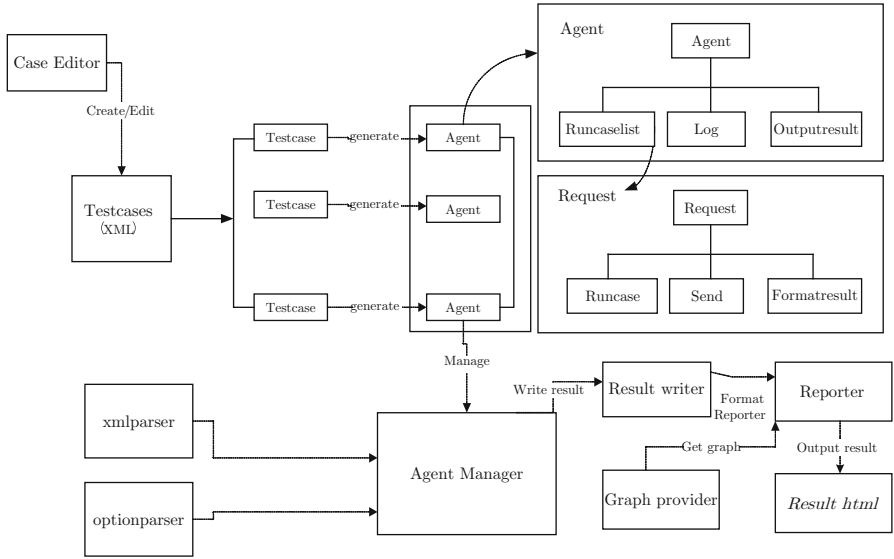 Case Editor
Create/Edit
Testcases
(XML)
Testcase
generate
Agent
Testcase
generate
Agent
Testcase
generate
Agent
Agent
Agent
Runcaselist
Log
Outputresult
Request
Request
Runcase
Send
Formatresult
Manage
xmlparser
optionparser
Agent Manager
Write result
Result writer
Format
Reporter
Reporter
Get graph
Output result
Graph provider
Result html